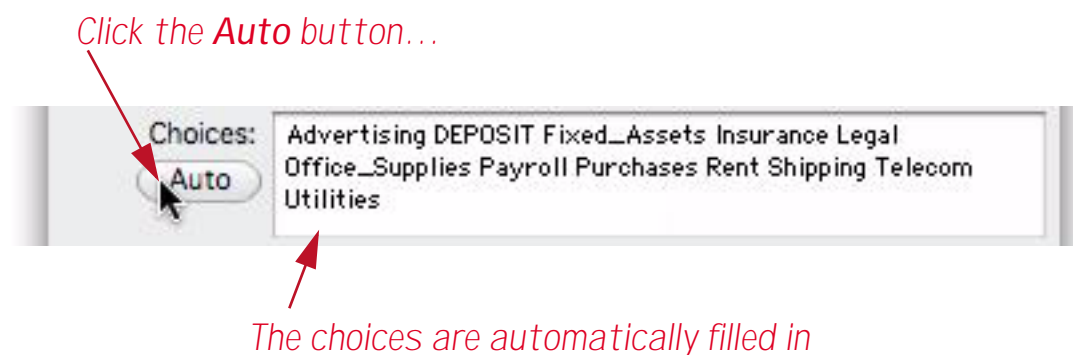 Click the Auto button...
Choices:
Auto
Advertising DEPOSIT Fixed_Assets Insurance Legal
Office_Supplies Payroll Purchases Rent Shipping Telecom
Utilities
The choices are automatically filled in